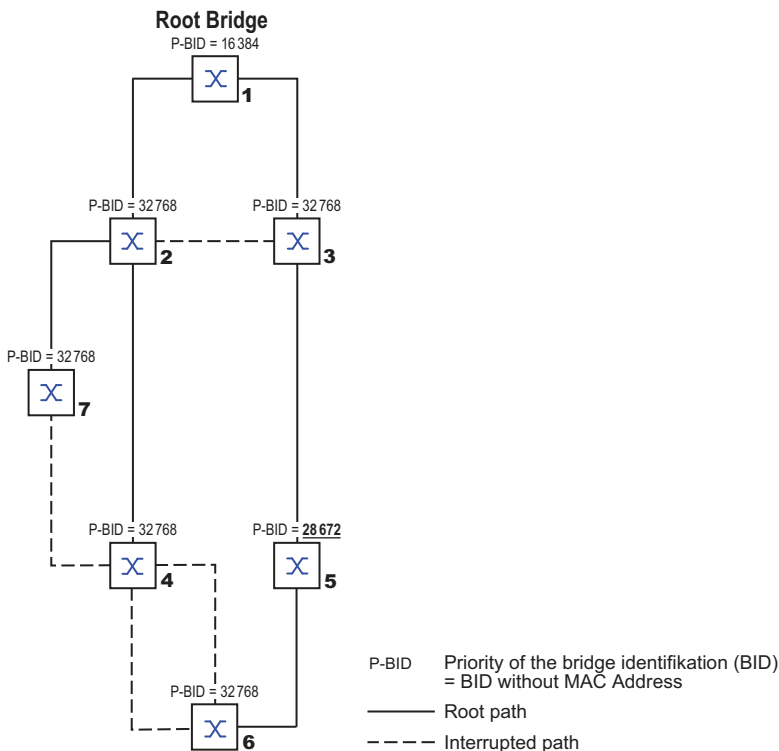 Root Bridge
P-BID = 16 384
1
P-BID = 32 768
P-BID = 32 768
2
3
P-BID = 32 768
7
P-BID = 32 768
P-BID = 28 672
4
5
P-BID = 32 768
6
P-BID Priority of the bridge identifikation (BID)
= BID without MAC Address
Root path
Interrupted path